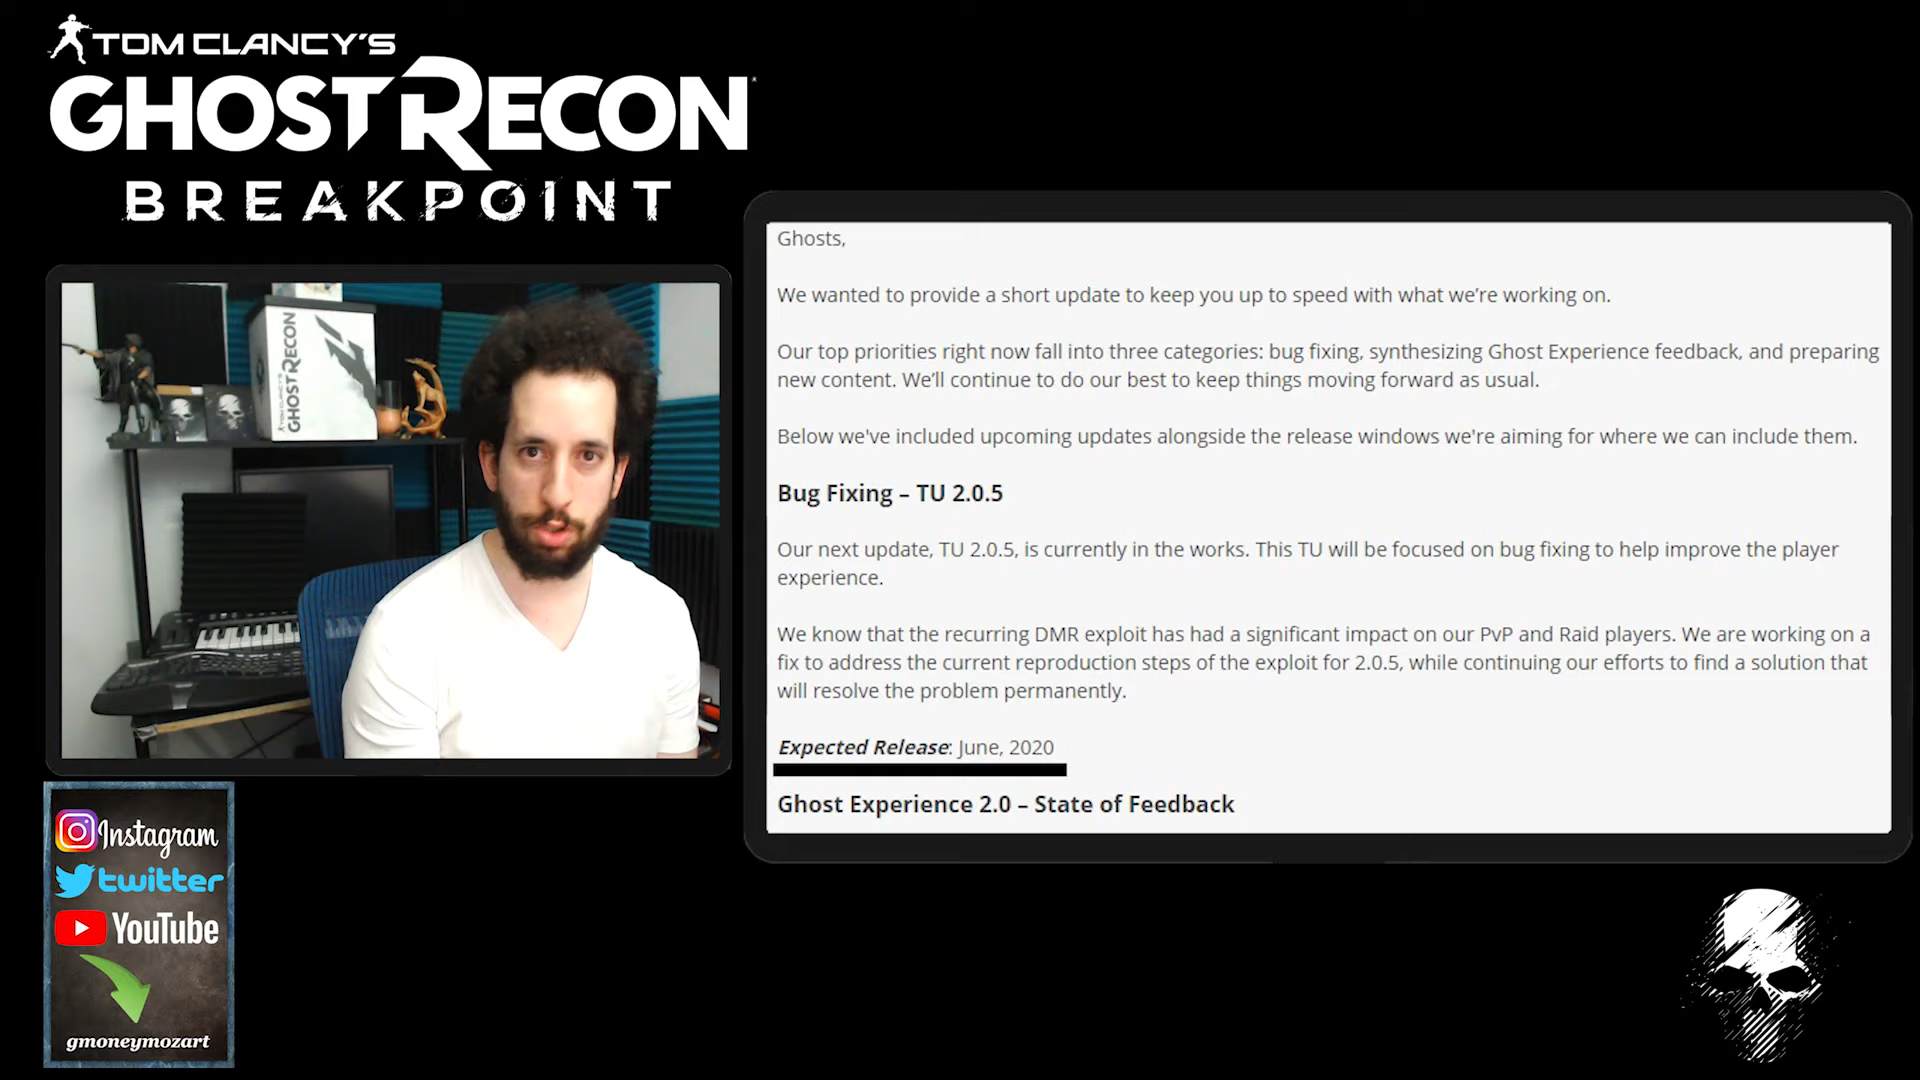 TOM CLANCY'S
GHOST RECON
BREAKPOINT
TOM CLANCY'S
GHOST RECON
Ghosts,
We wanted to provide a short update to keep you up to speed with what we're working on.
Our top priorities right now fall into three categories: bug fixing, synthesizing Ghost Experience feedback, and preparing
new content. We'll continue to do our best to keep things moving forward as usual.
Below we've included upcoming updates alongside the release windows we're aiming for where we can include them.
Bug Fixing – TU 2.0.5
Our next update, TU 2.0.5, is currently in the works. This TU will be focused on bug fixing to help improve the player
experience.
We know that the recurring DMR exploit has had a significant impact on our PvP and Raid players. We are working on a
fix to address the current reproduction steps of the exploit for 2.0.5, while continuing our efforts to find a solution that
will resolve the problem permanently.
Expected Release: June, 2020
Ghost Experience 2.0 – State of Feedback
Instagram
twitter
YouTube
gmoneymozart